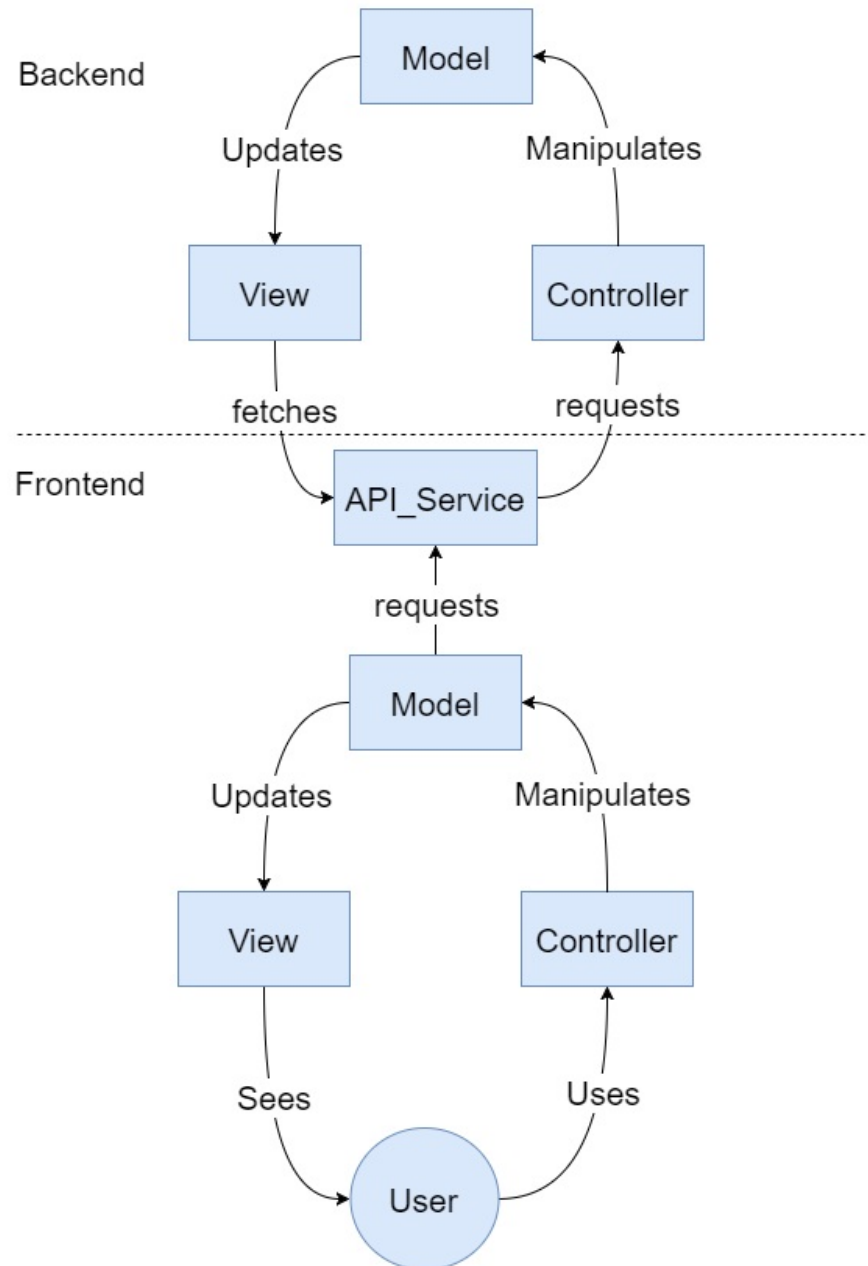 Model
Backend
Updates
Manipulates
View
Controller
fetches
requests
Frontend
API_Service
requests
Model
Updates
Manipulates
View
Controller
Sees
Uses
User